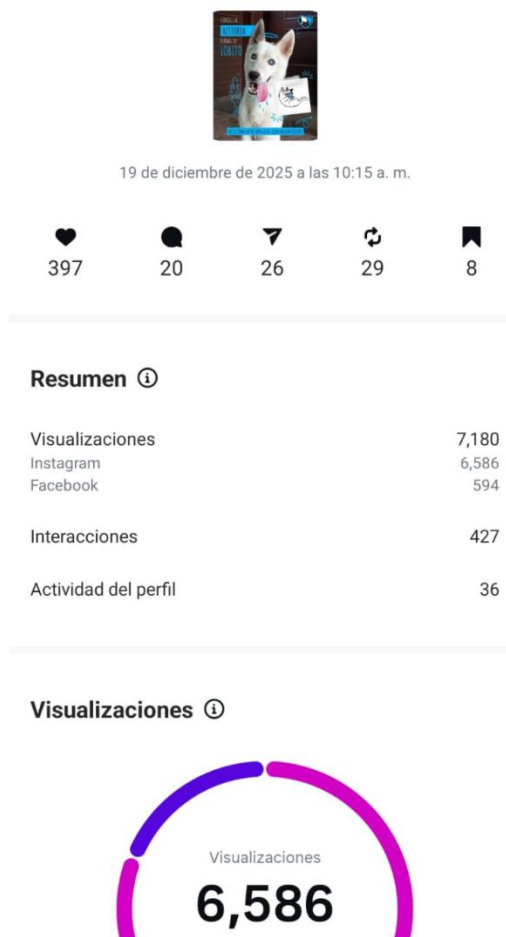 HISTORIA
19 de diciembre de 2025 a las 10:15 a. m.
397 20 26 29 8
Resumen
Visualizaciones 7,180
Instagram 6,586
Facebook 594
Interacciones 427
Actividad del perfil 36
Visualizaciones
Visualizaciones
6,586